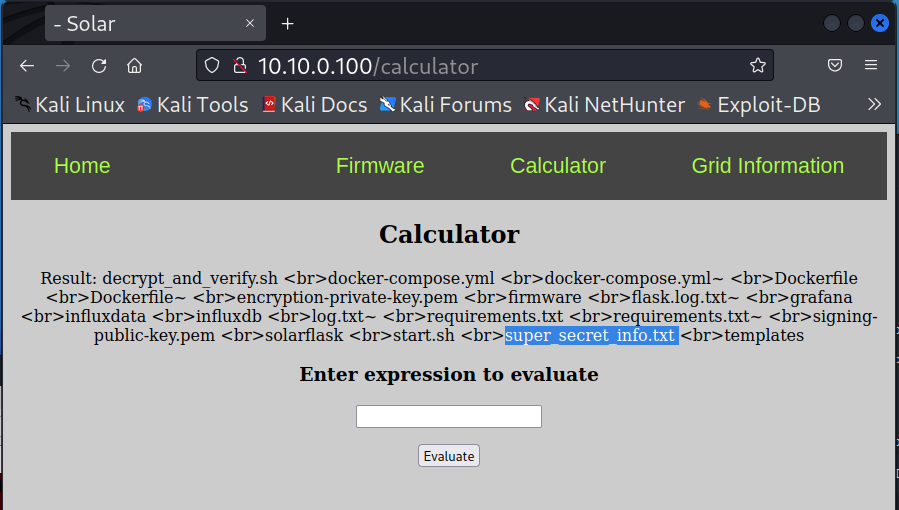 - Solar
10.10.0.100/calculator
Kali Linux Kali Tools Kali Docs Kali Forums Kali NetHunter Exploit-DB
Home Firmware Calculator Grid Information
Calculator
Result: decrypt_and_verify.sh <br>docker-compose.yml <br>docker-compose.yml~ <br>Dockerfile
<br>Dockerfile~ <br>encryption-private-key.pem <br>firmware <br>flask.log.txt~ <br>grafana
<br>influxdata <br>influxdb <br>log.txt~ <br>requirements.txt <br>requirements.txt~ <br>signing-
public-key.pem <br>solarflask <br>start.sh <br>super_secret_info.txt <br>templates
Enter expression to evaluate
Evaluate